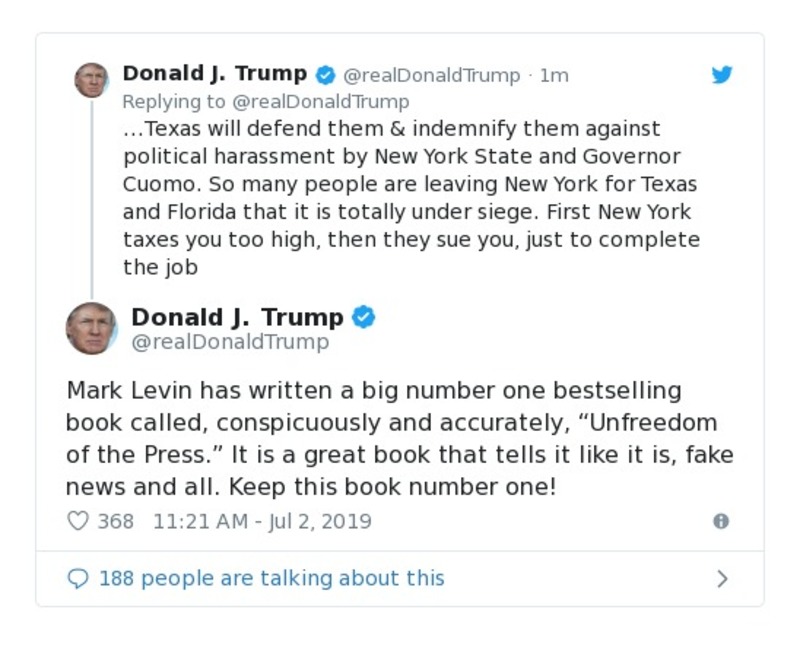 Donald J. Trump @realDonaldTrump · 1m
Replying to @realDonaldTrump
…Texas will defend them & indemnify them against
political harassment by New York State and Governor
Cuomo. So many people are leaving New York for Texas
and Florida that it is totally under siege. First New York
taxes you too high, then they sue you, just to complete
the job
Donald J. Trump
@realDonaldTrump
Mark Levin has written a big number one bestselling
book called, conspicuously and accurately, “Unfreedom
of the Press.” It is a great book that tells it like it is, fake
news and all. Keep this book number one!
368 11:21 AM - Jul 2, 2019
188 people are talking about this